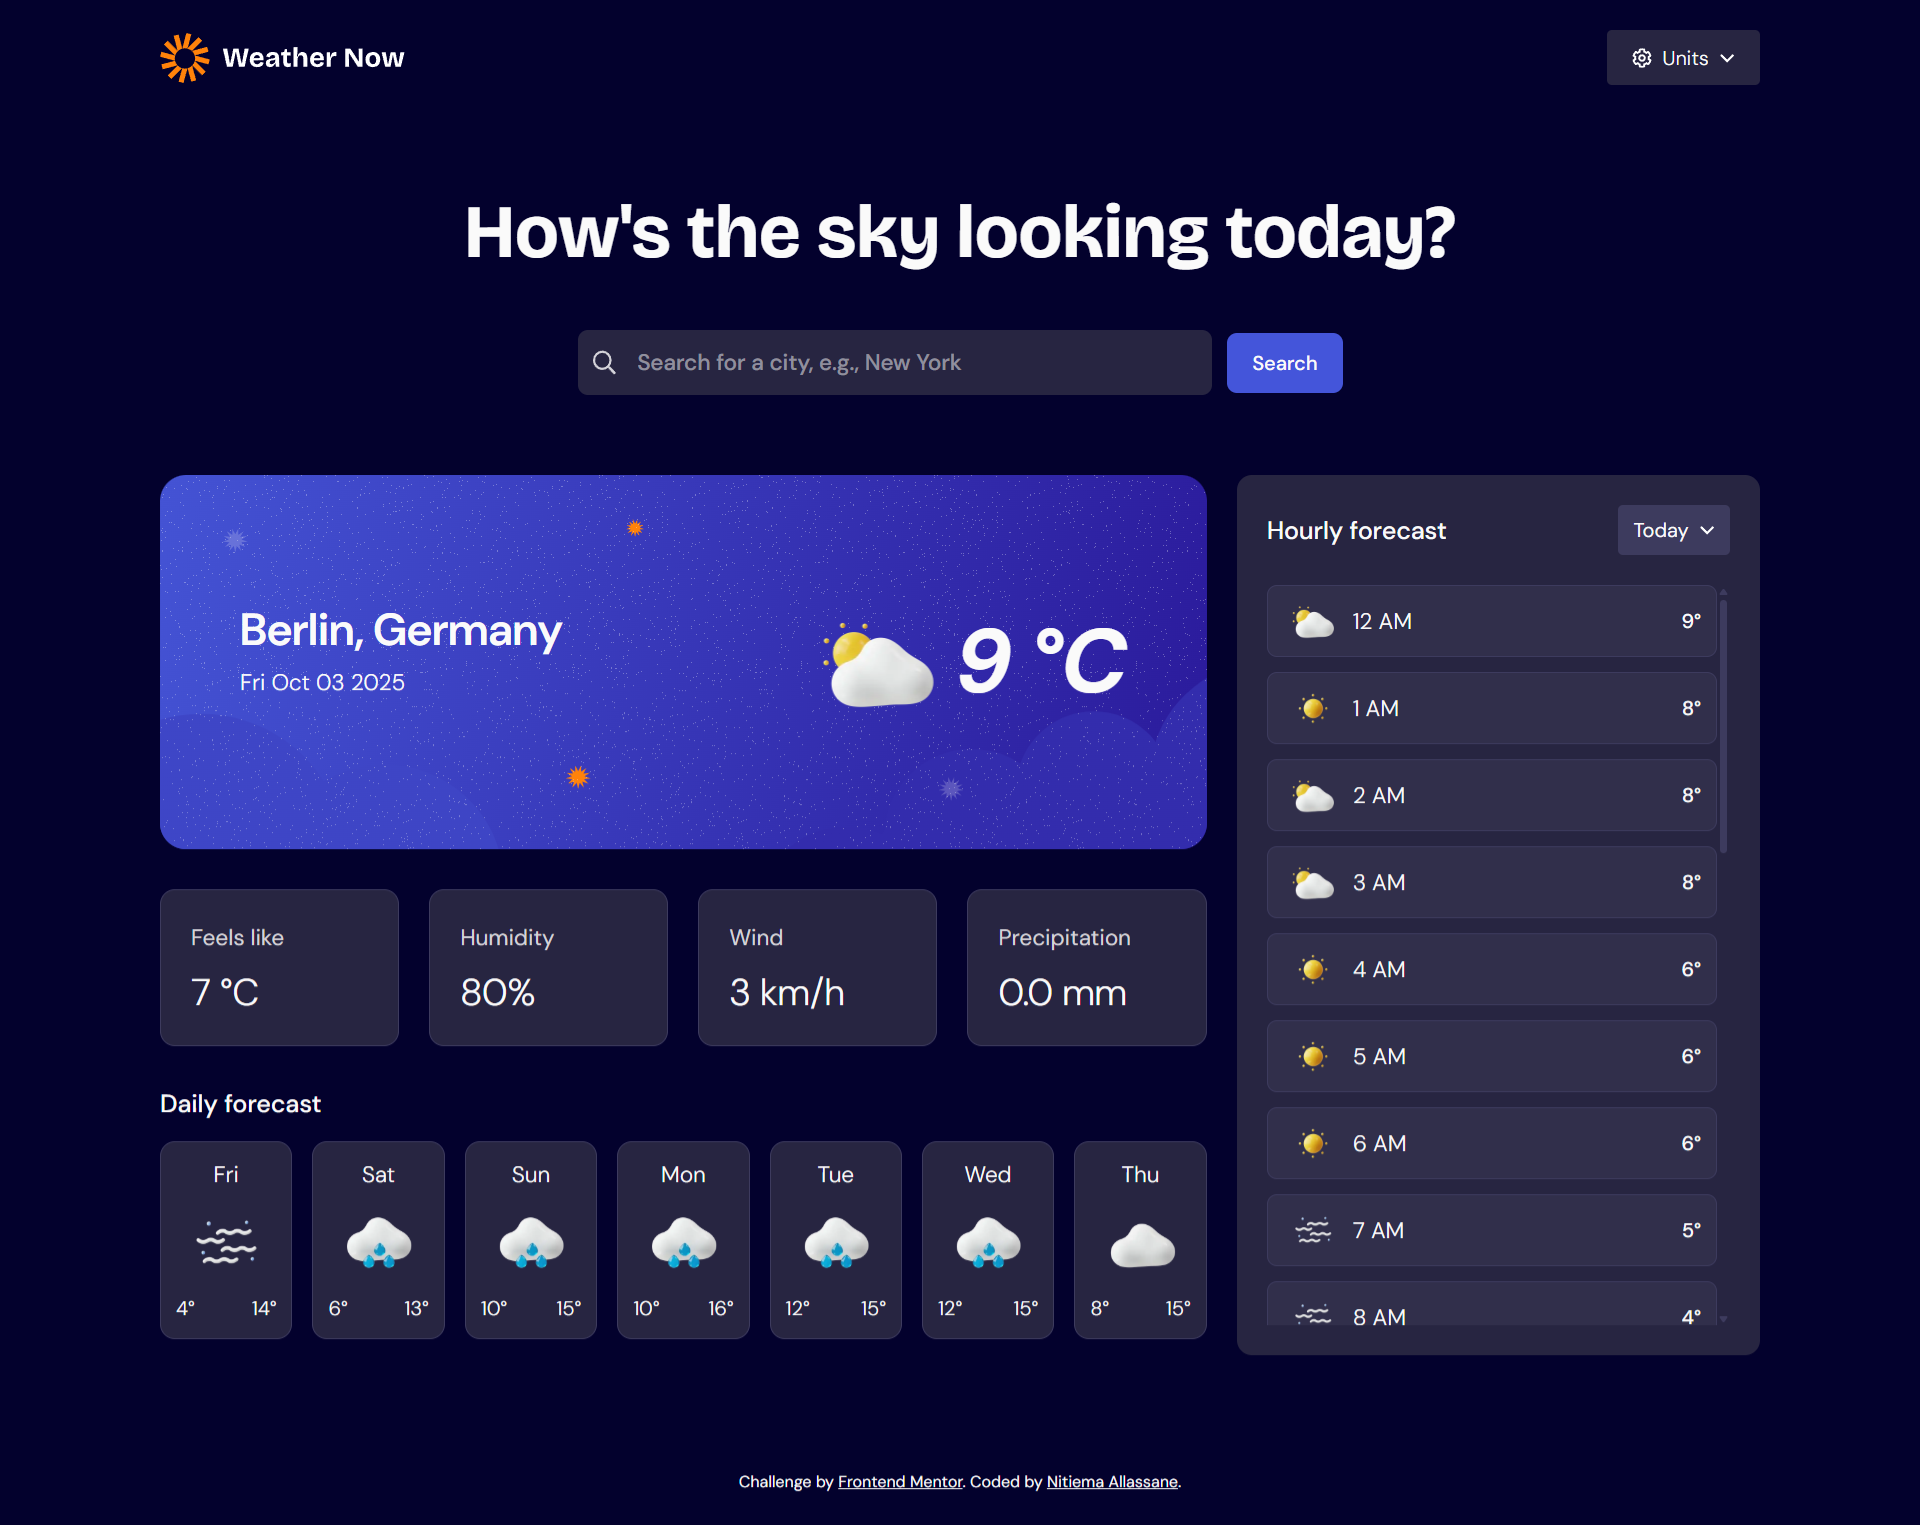 Weather Now
Units
How's the sky looking today?
Search for a city, e.g., New York
Search
Berlin, Germany
Fri Oct 03 2025
9 °C
Feels like
7 °C
Humidity
80%
Wind
3 km/h
Precipitation
0.0 mm
Daily forecast
Fri
4° 14°
Sat
6° 13°
Sun
10° 15°
Mon
10° 16°
Tue
12° 15°
Wed
12° 15°
Thu
8° 15°
Hourly forecast
Today
12 AM 9°
1 AM 8°
2 AM 8°
3 AM 8°
4 AM 6°
5 AM 6°
6 AM 6°
7 AM 5°
8 AM 4°
Challenge by Frontend Mentor. Coded by Nitiema Allassane.